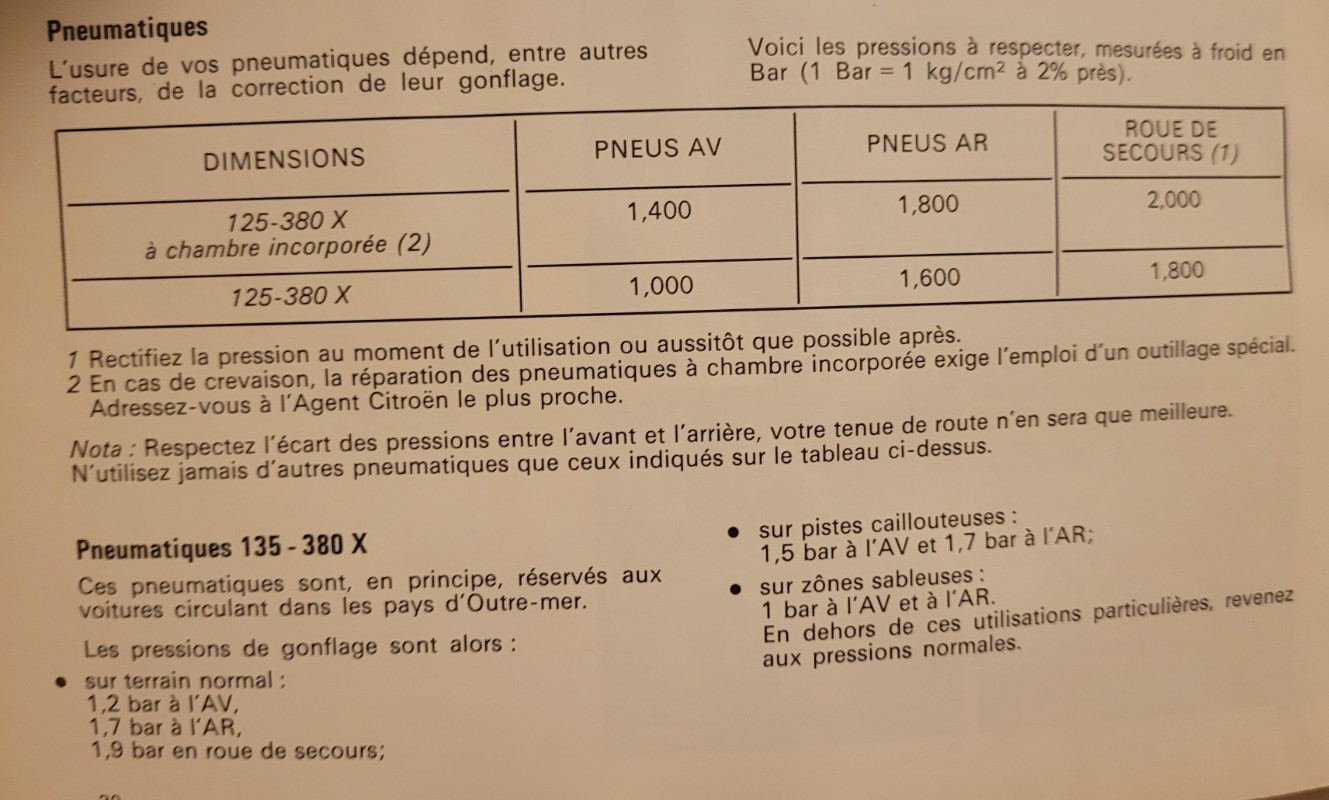 Pneumatiques
L'usure de vos pneumatiques dépend, entre autres
facteurs, de la correction de leur gonflage.
Voici les pressions à respecter, mesurées à froid en
Bar (1 Bar = 1 kg/cm² à 2% près).
DIMENSIONS PNEUS AV PNEUS AR ROUE DE
SECOURS (1)
125-380 X 1,400 1,800 2,000
à chambre incorporée (2)
125-380 X 1,000 1,600 1,800
1 Rectifiez la pression au moment de l'utilisation ou aussitôt que possible après.
2 En cas de crevaison, la réparation des pneumatiques à chambre incorporée exige l'emploi d'un outillage spécial.
Adressez-vous à l'Agent Citroën le plus proche.
Nota : Respectez l'écart des pressions entre l'avant et l'arrière, votre tenue de route n'en sera que meilleure.
N'utilisez jamais d'autres pneumatiques que ceux indiqués sur le tableau ci-dessus.
Pneumatiques 135 - 380 X
Ces pneumatiques sont, en principe, réservés aux
voitures circulant dans les pays d'Outre-mer.
Les pressions de gonflage sont alors :
• sur terrain normal :
1,2 bar à l'AV,
1,7 bar à l'AR,
1,9 bar en roue de secours;
• sur pistes caillouteuses :
1,5 bar à l'AV et 1,7 bar à l'AR;
• sur zônes sableuses :
1 bar à l'AV et à l'AR.
En dehors de ces utilisations particulières, revenez
aux pressions normales.